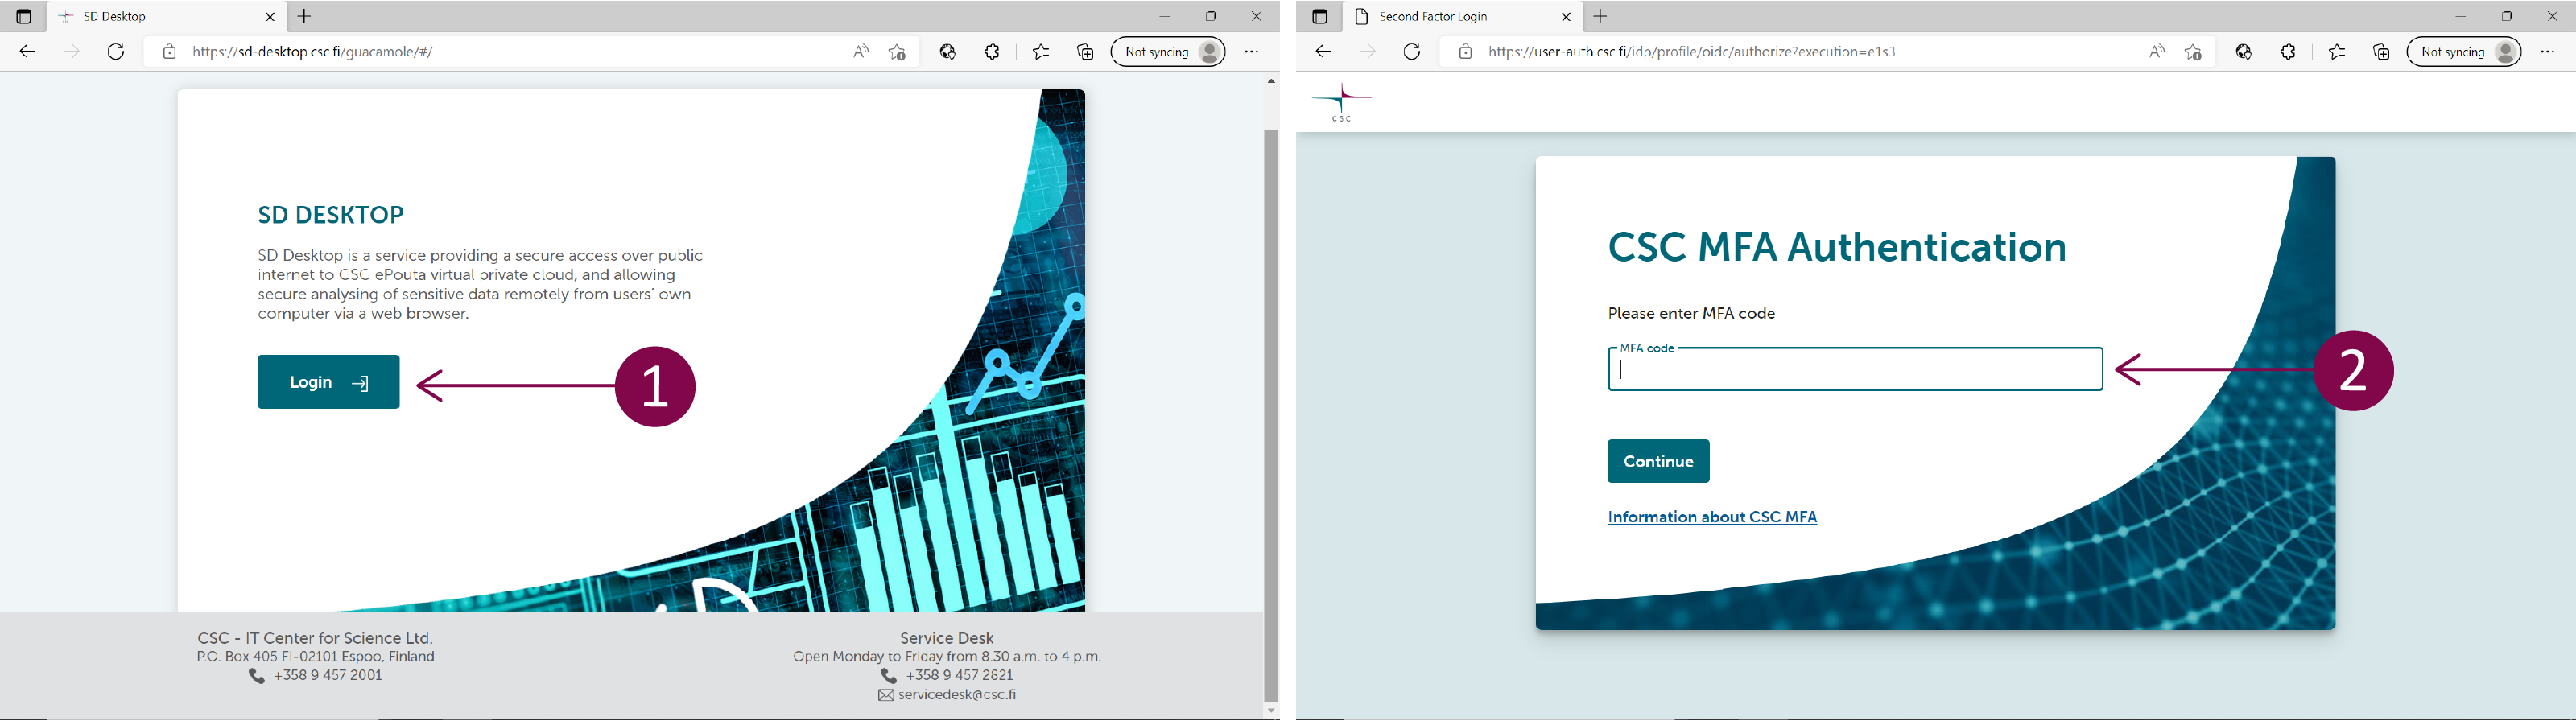 SD Desktop
https://sd-desktop.csc.fi/guacamole/#/
Not syncing
SD DESKTOP
SD Desktop is a service providing a secure access over public
internet to CSC ePouta virtual private cloud, and allowing
secure analysing of sensitive data remotely from users’ own
computer via a web browser.
Login
1
CSC - IT Center for Science Ltd.
P.O. Box 405 FI-02101 Espoo, Finland
+358 9 457 2001
Service Desk
Open Monday to Friday from 8.30 a.m. to 4 p.m.
+358 9 457 2821
servicedesk@csc.fi
Second Factor Login
https://user-auth.csc.fi/idp/profile/oidc/authorize?execution=e1s3
Not syncing
csc
CSC MFA Authentication
Please enter MFA code
MFA code
2
Continue
Information about CSC MFA